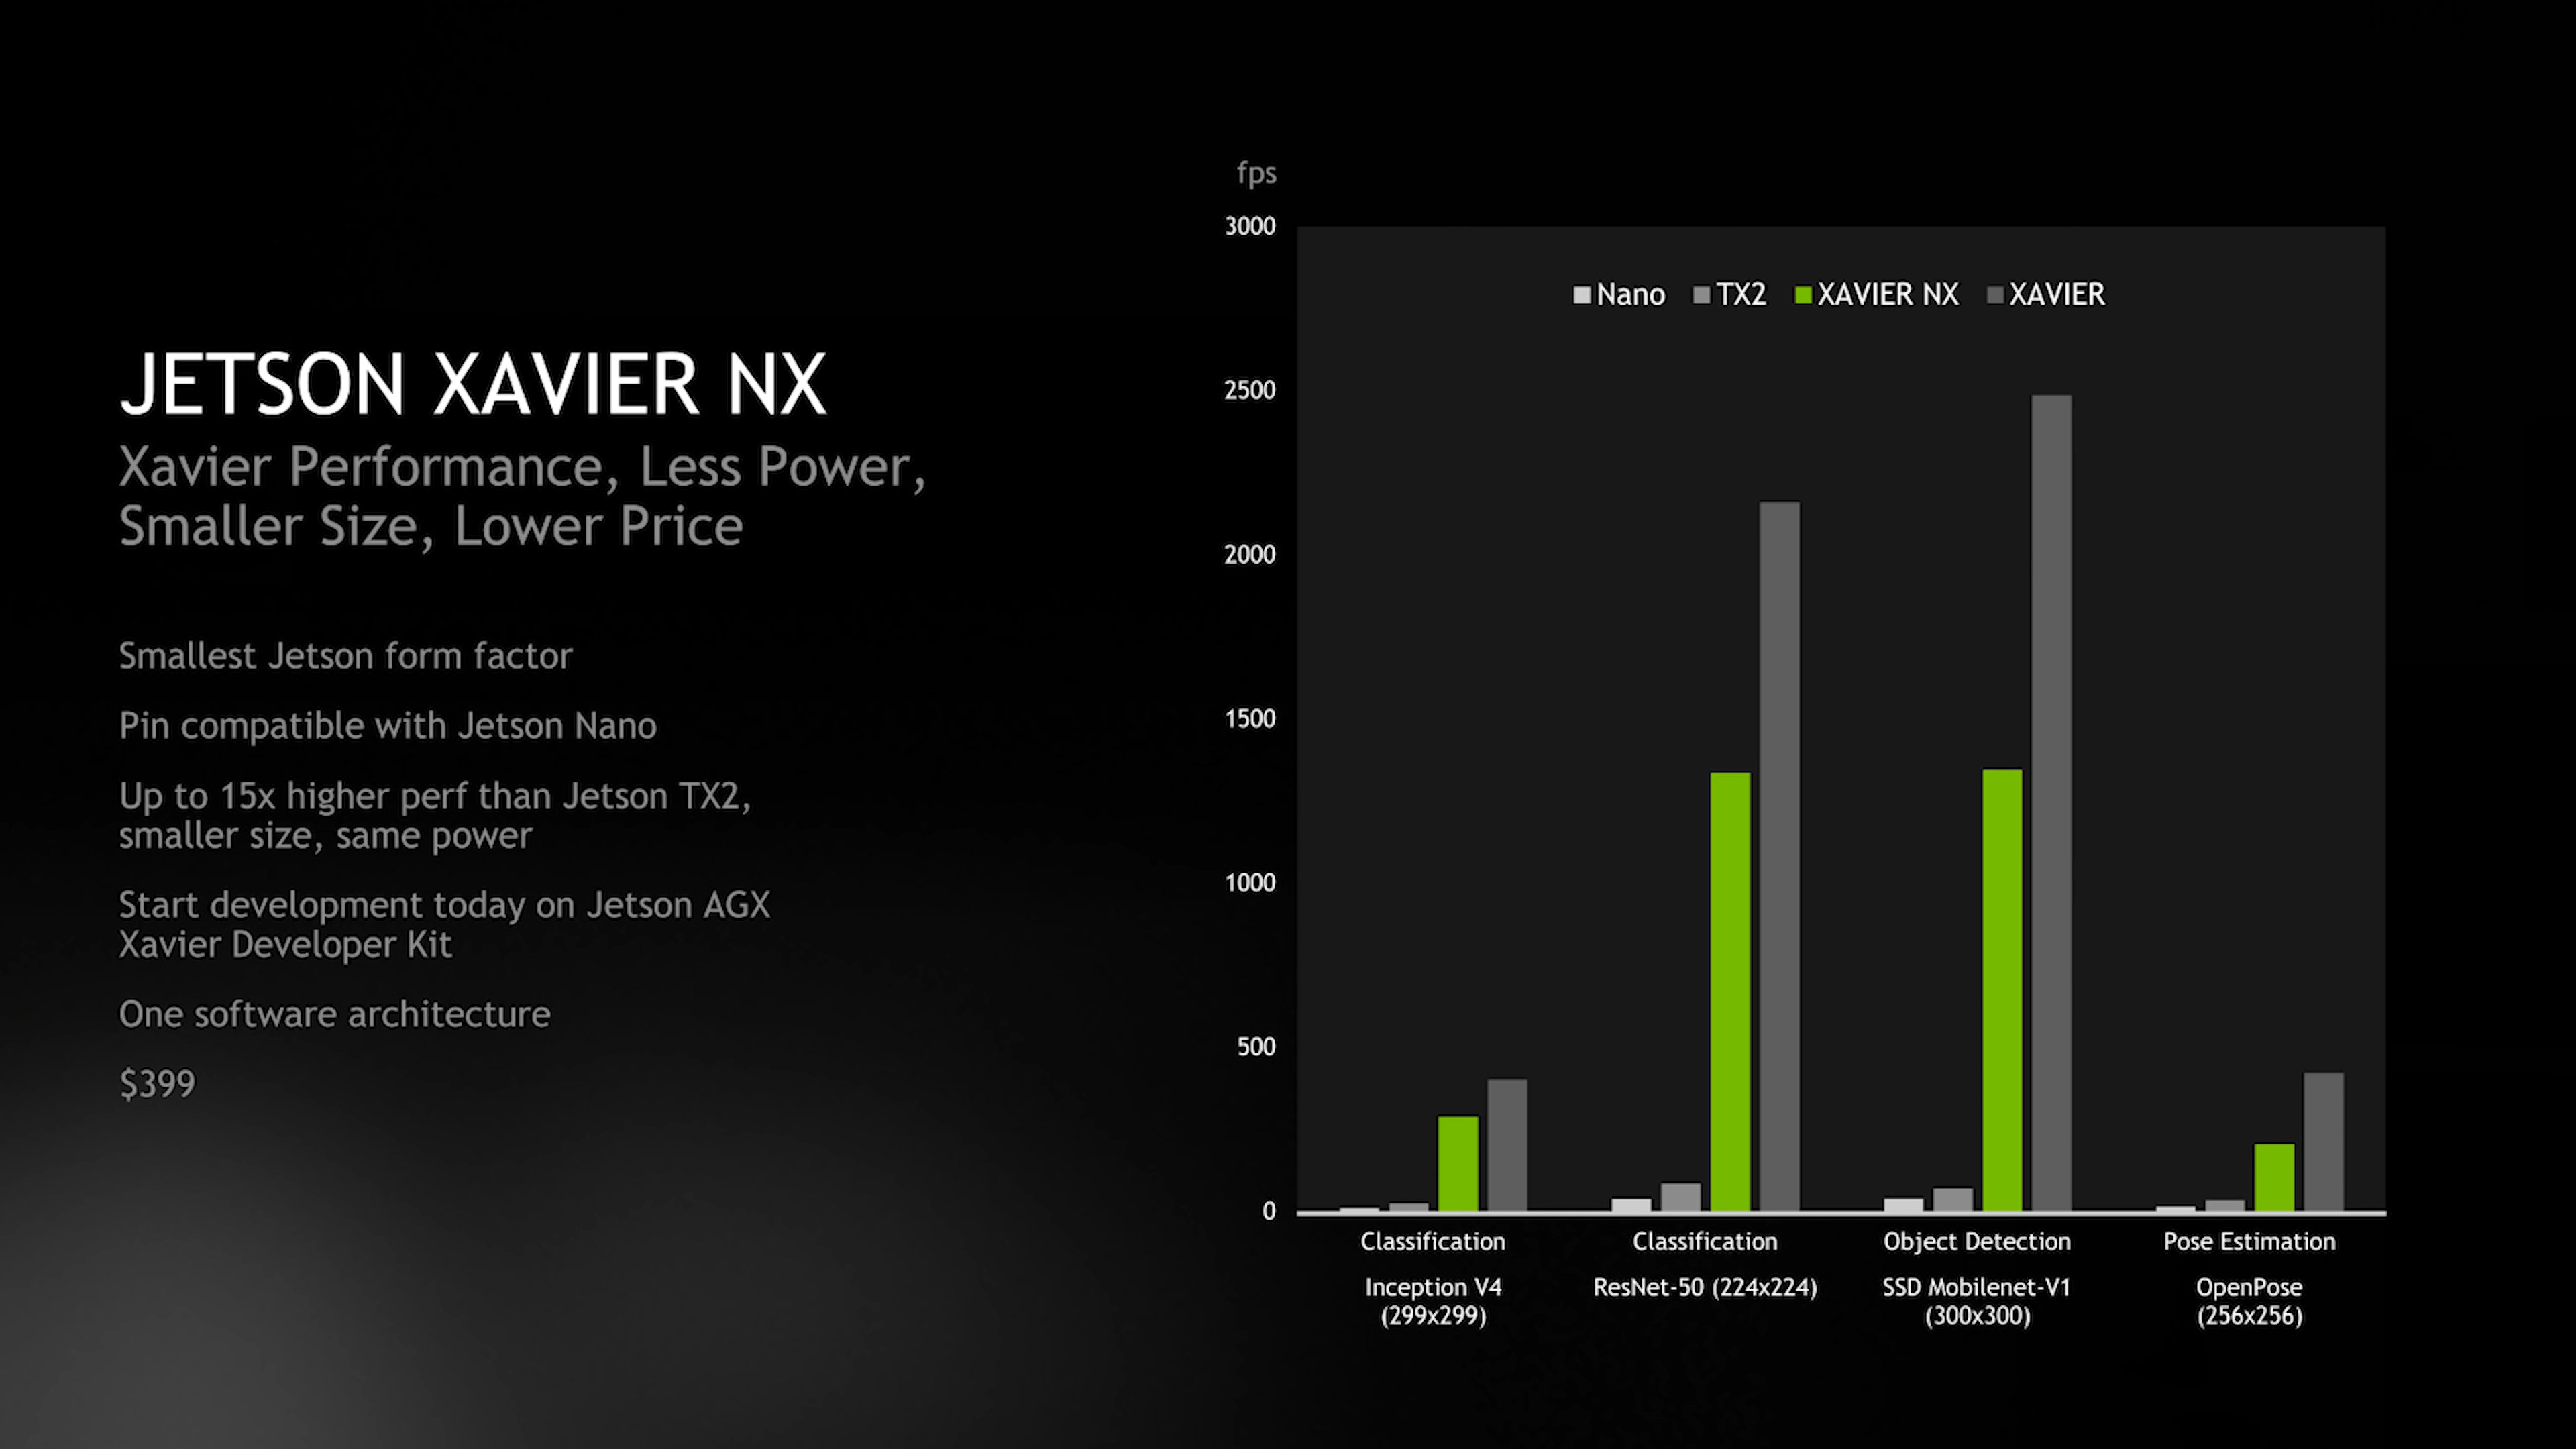 JETSON XAVIER NX
Xavier Performance, Less Power,
Smaller Size, Lower Price
Smallest Jetson form factor
Pin compatible with Jetson Nano
Up to 15x higher perf than Jetson TX2,
smaller size, same power
Start development today on Jetson AGX
Xavier Developer Kit
One software architecture
$399
fps
3000
2500
2000
1500
1000
500
0
Nano TX2 XAVIER NX XAVIER
Classification
Inception V4
(299x299)
Classification
ResNet-50 (224x224)
Object Detection
SSD Mobilenet-V1
(300x300)
Pose Estimation
OpenPose
(256x256)